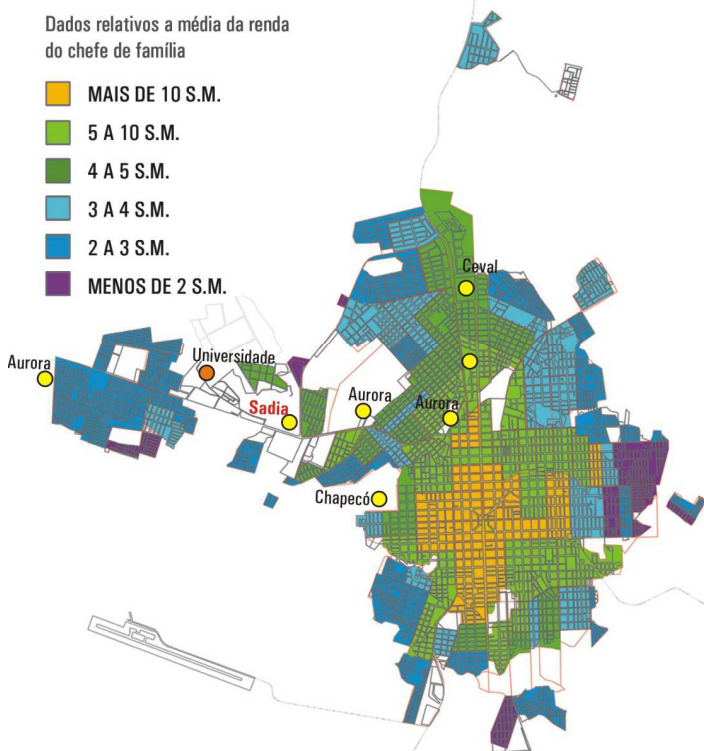 Dados relativos a média da renda
do chefe de família
MAIS DE 10 S.M.
5 A 10 S.M.
4 A 5 S.M.
3 A 4 S.M.
2 A 3 S.M.
MENOS DE 2 S.M.
Ceval
Aurora
Universidade
Sadia
Aurora
Aurora
Chapecó